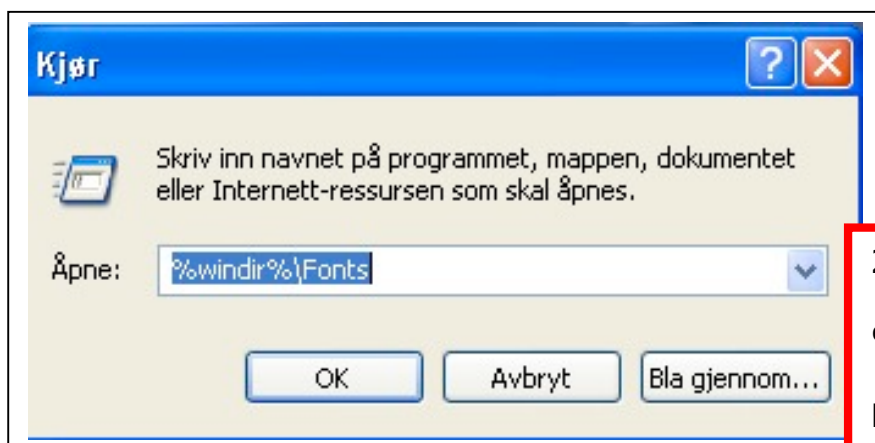 Kjør
Skriv inn navnet på programmet, mappen, dokumentet
eller Internett-ressursen som skal åpnes.
Åpne: %windir%\Fonts
OK Avbryt Bla gjennom...